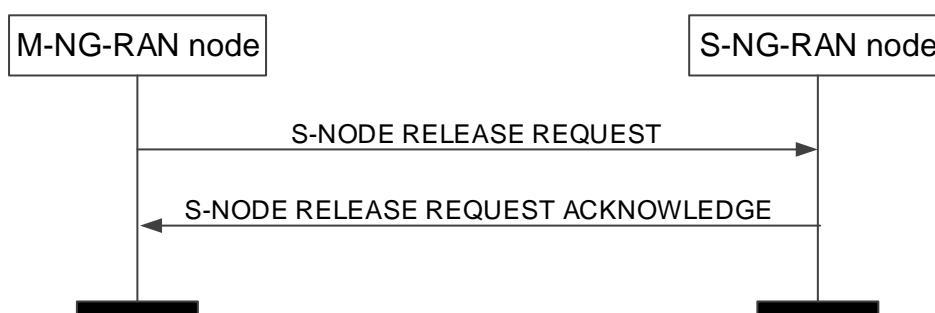 M-NG-RAN node
S-NG-RAN node
S-NODE RELEASE REQUEST
S-NODE RELEASE REQUEST ACKNOWLEDGE